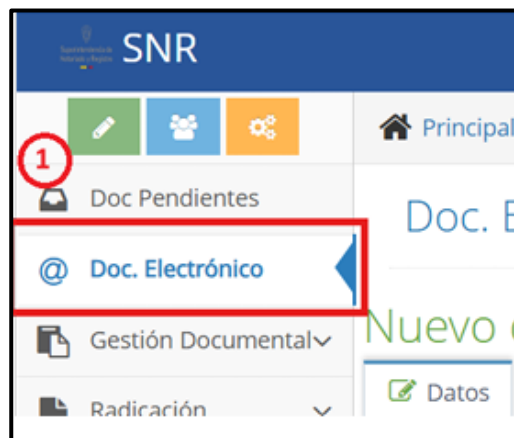 SNR
Principal
1
Doc Pendientes
Doc. E
@ Doc. Electrónico
Gestión Documental
Nuevo
Datos
Radicación